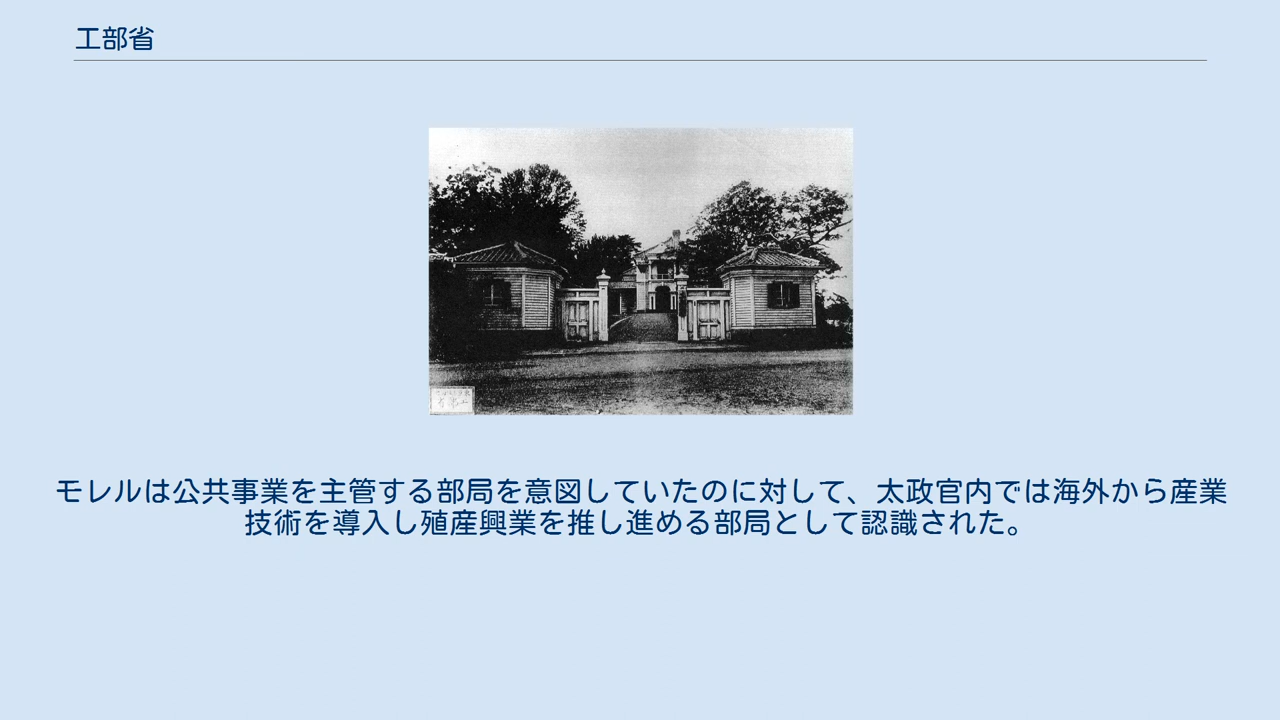 工部省
モレルは公共事業を主管する部局を意図していたのに対して、太政官内では海外から産業
技術を導入し殖産興業を推し進める部局として認識された。